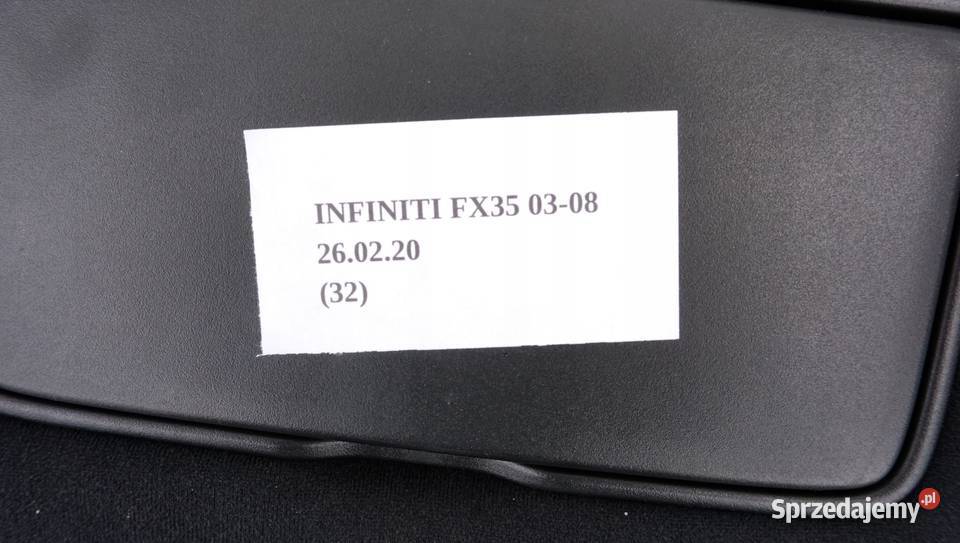 INFINITI FX35 03-08
26.02.20
(32)
Sprzedajemy.pl